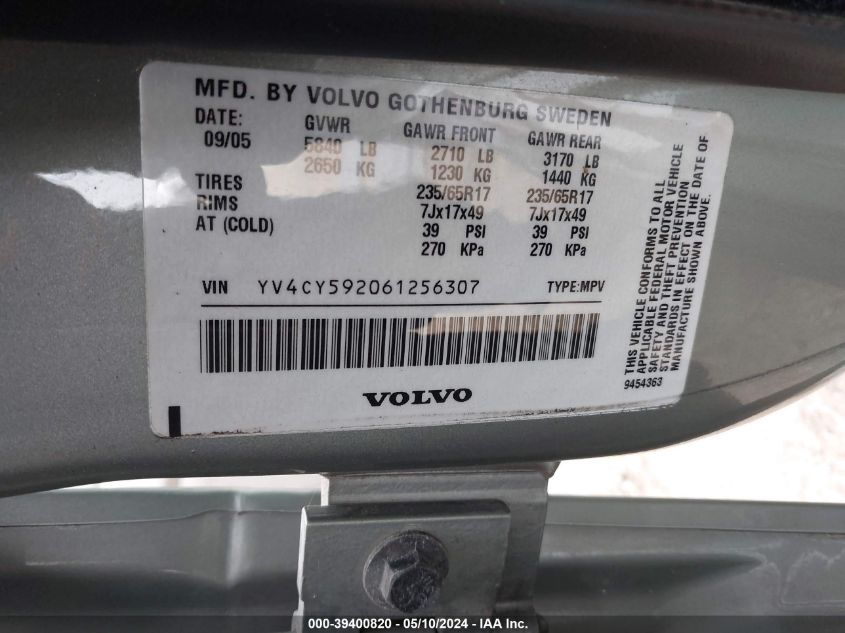 MFD. BY VOLVO GOTHENBURG SWEDEN
DATE: GVWR GAWR FRONT GAWR REAR
09/05 5840 LB 2710 LB 3170 LB
2650 KG 1230 KG 1440 KG
TIRES 235/65R17 235/65R17
RIMS 7Jx17x49 7Jx17x49
AT (COLD) 39 PSI 39 PSI
270 KPa 270 KPa
VIN YV4CY592061256307 TYPE:MPV
VOLVO
THIS VEHICLE CONFORMS TO ALL
APPLICABLE FEDERAL MOTOR VEHICLE
SAFETY AND THEFT PREVENTION
STANDARDS IN EFFECT ON THE DATE OF
MANUFACTURE SHOWN ABOVE.
9454363
000-39400820 - 05/10/2024 - IAA Inc.